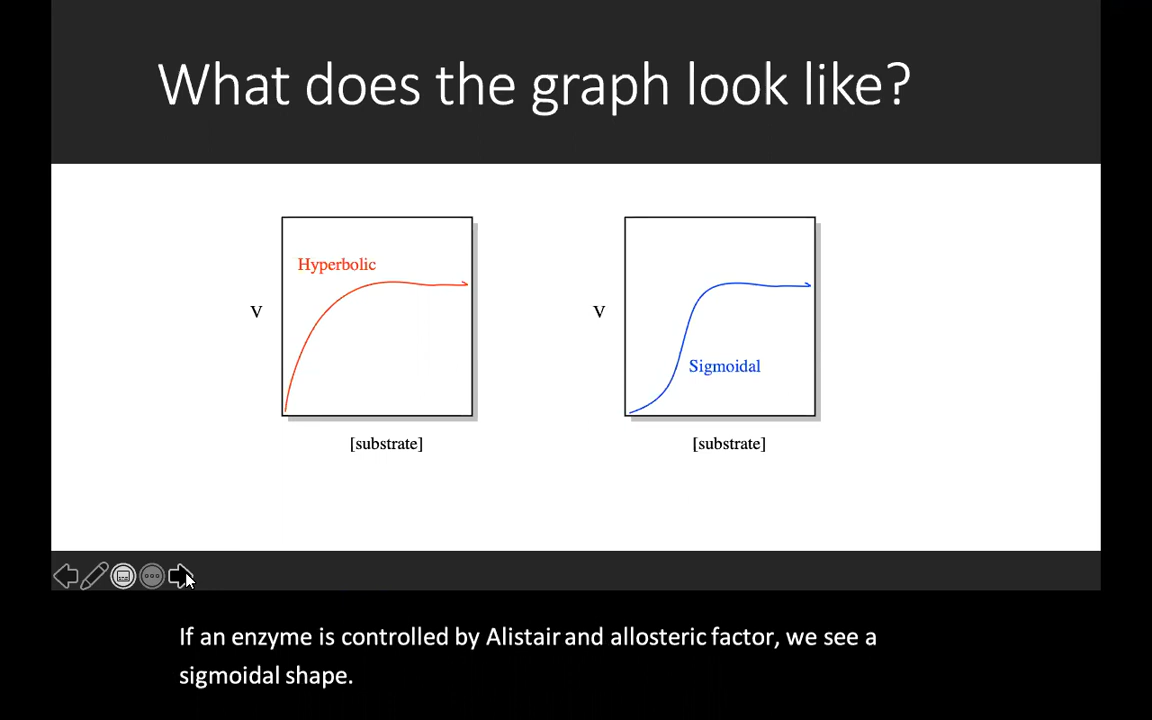 What does the graph look like?
Hyperbolic
V
[substrate]
Sigmoidal
V
[substrate]
If an enzyme is controlled by Alistair and allosteric factor, we see a
sigmoidal shape.